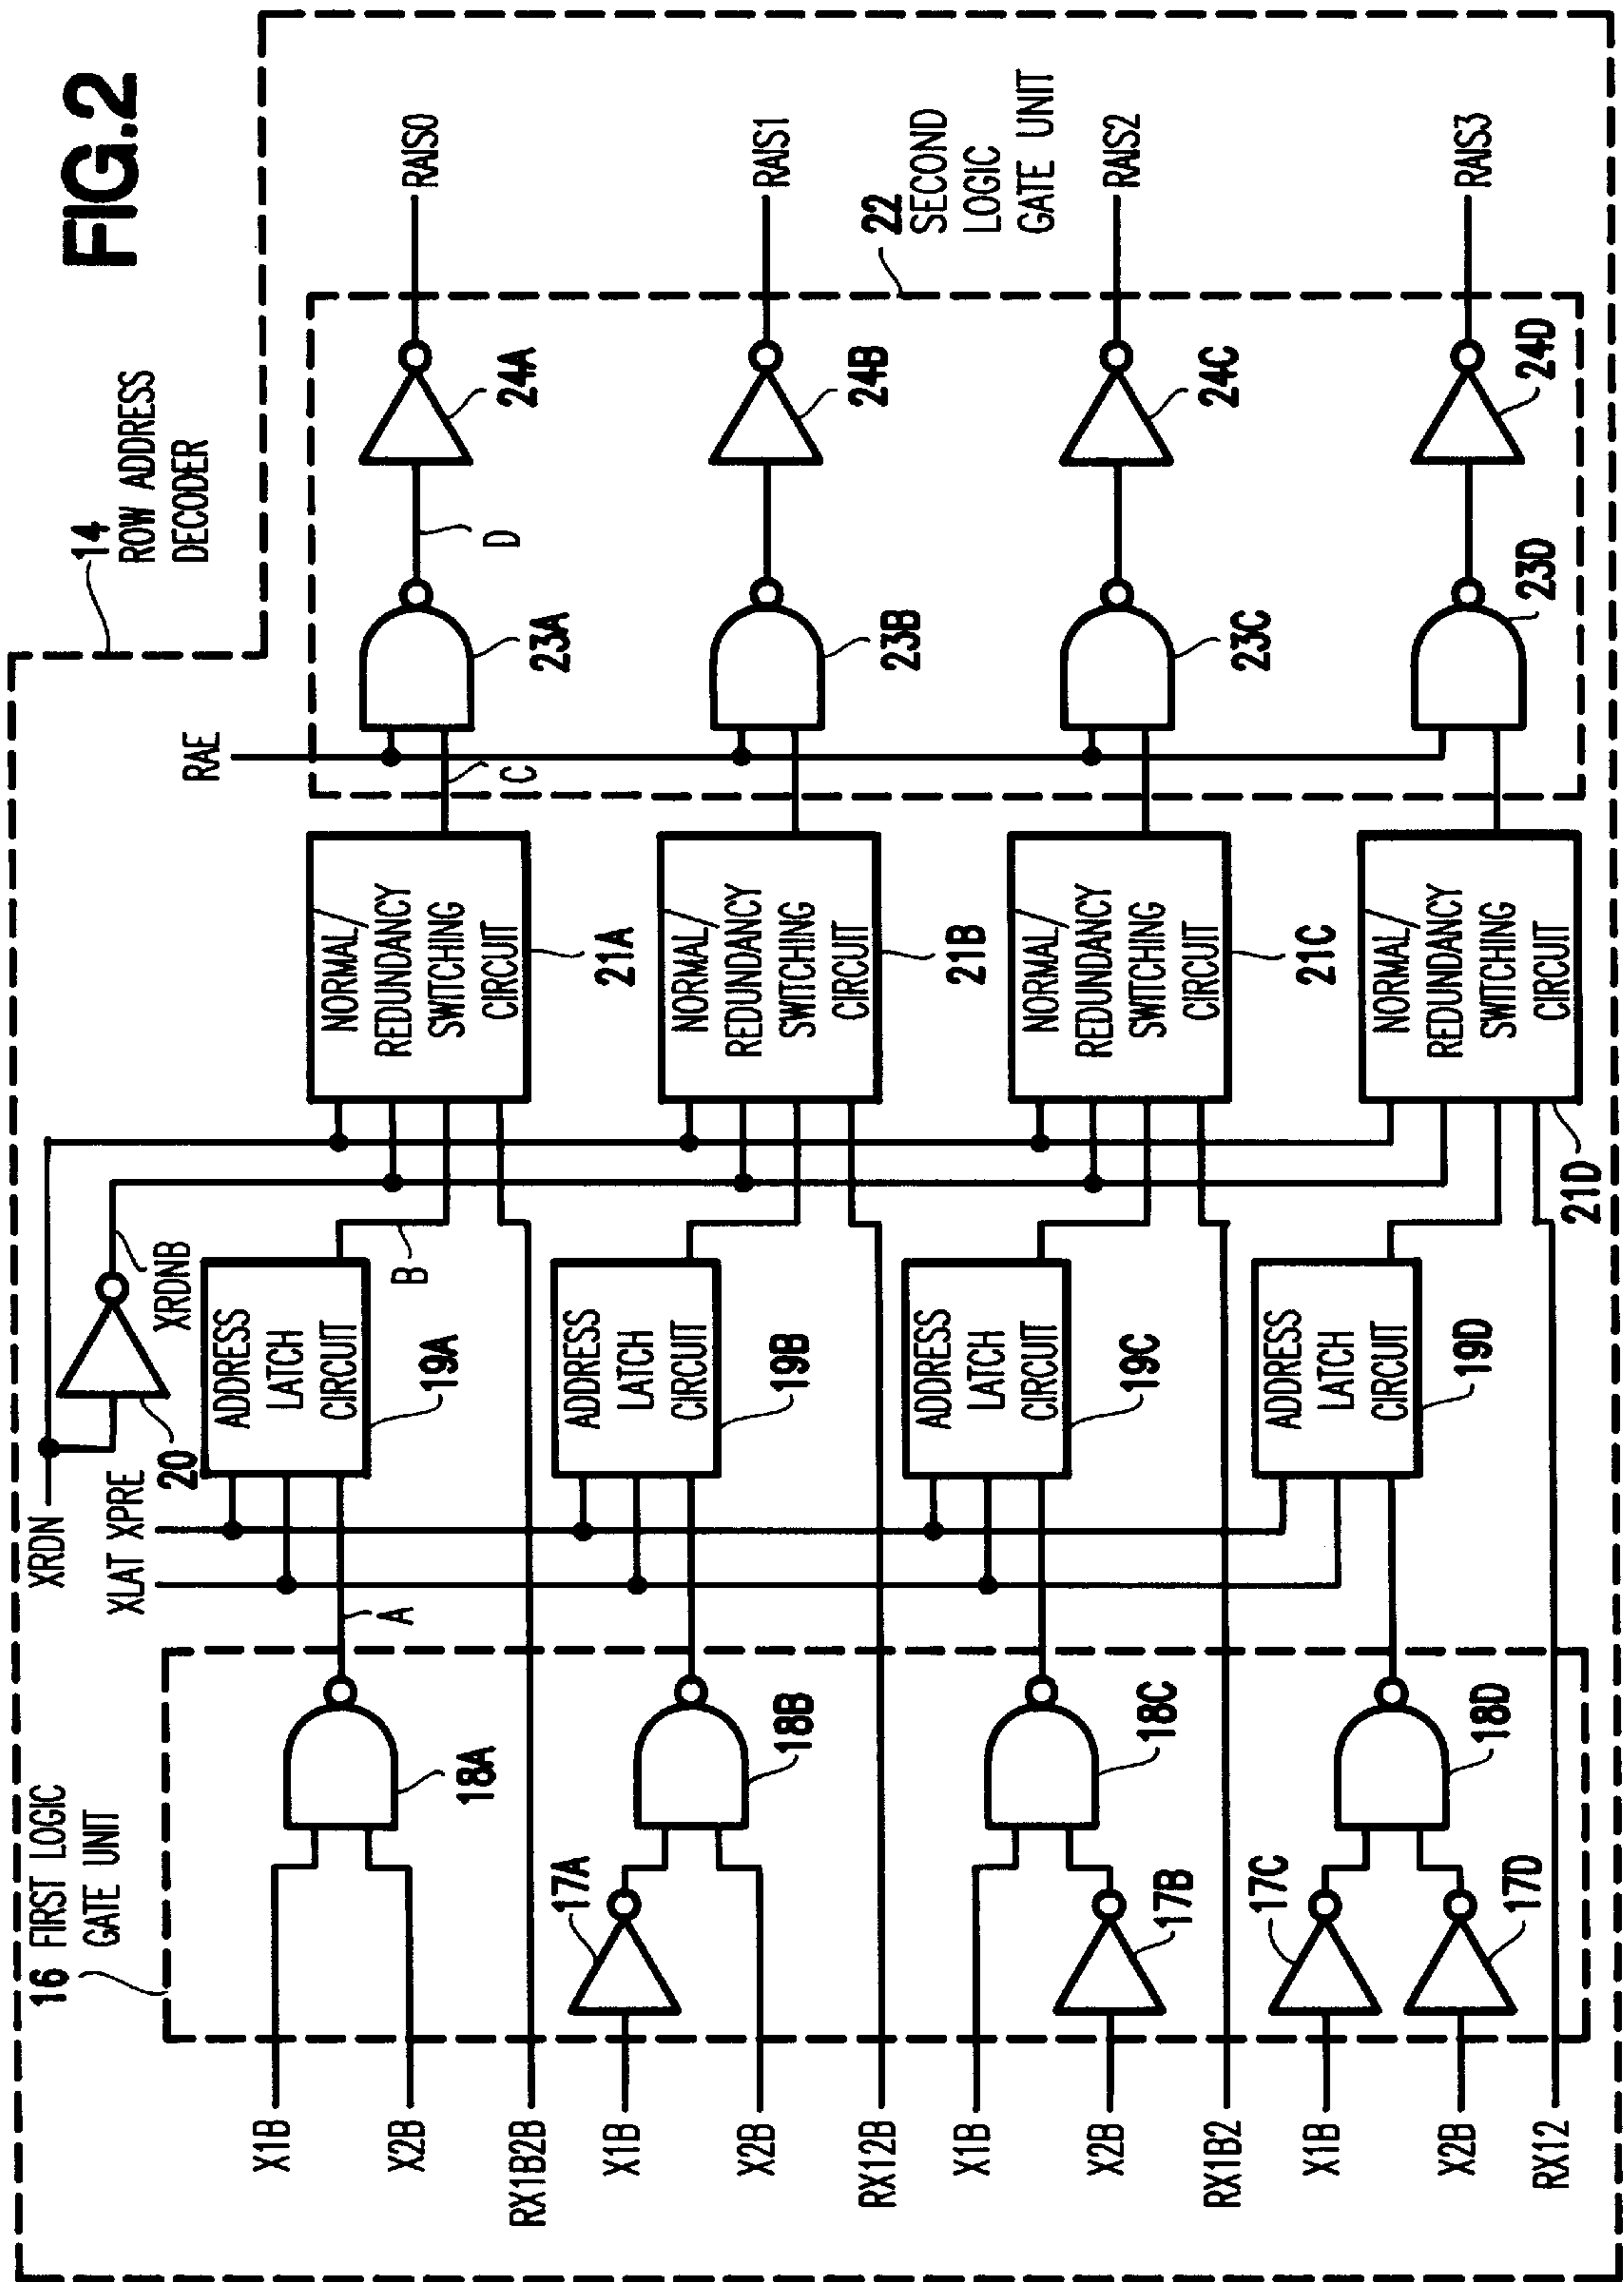 FIG.2
14
ROW ADDRESS
DECODER
16 FIRST LOGIC
GATE UNIT
XRDN
XLAT
XPRE
20
XRDNB
RAE
22
SECOND
LOGIC
GATE UNIT
X1B
X2B
RX1B2B
18A
A
ADDRESS
LATCH
CIRCUIT
19A
B
NORMAL/
REDUNDANCY
SWITCHING
CIRCUIT
21A
C
23A
D
24A
RAIS0
X1B
X2B
RX12B
17A
18B
ADDRESS
LATCH
CIRCUIT
19B
NORMAL/
REDUNDANCY
SWITCHING
CIRCUIT
21B
23B
24B
RAIS1
X1B
X2B
RX1B2
17B
18C
ADDRESS
LATCH
CIRCUIT
19C
NORMAL/
REDUNDANCY
SWITCHING
CIRCUIT
21C
23C
24C
RAIS2
X1B
X2B
RX12
17C
17D
18D
ADDRESS
LATCH
CIRCUIT
19D
NORMAL/
REDUNDANCY
SWITCHING
CIRCUIT
21D
23D
24D
RAIS3